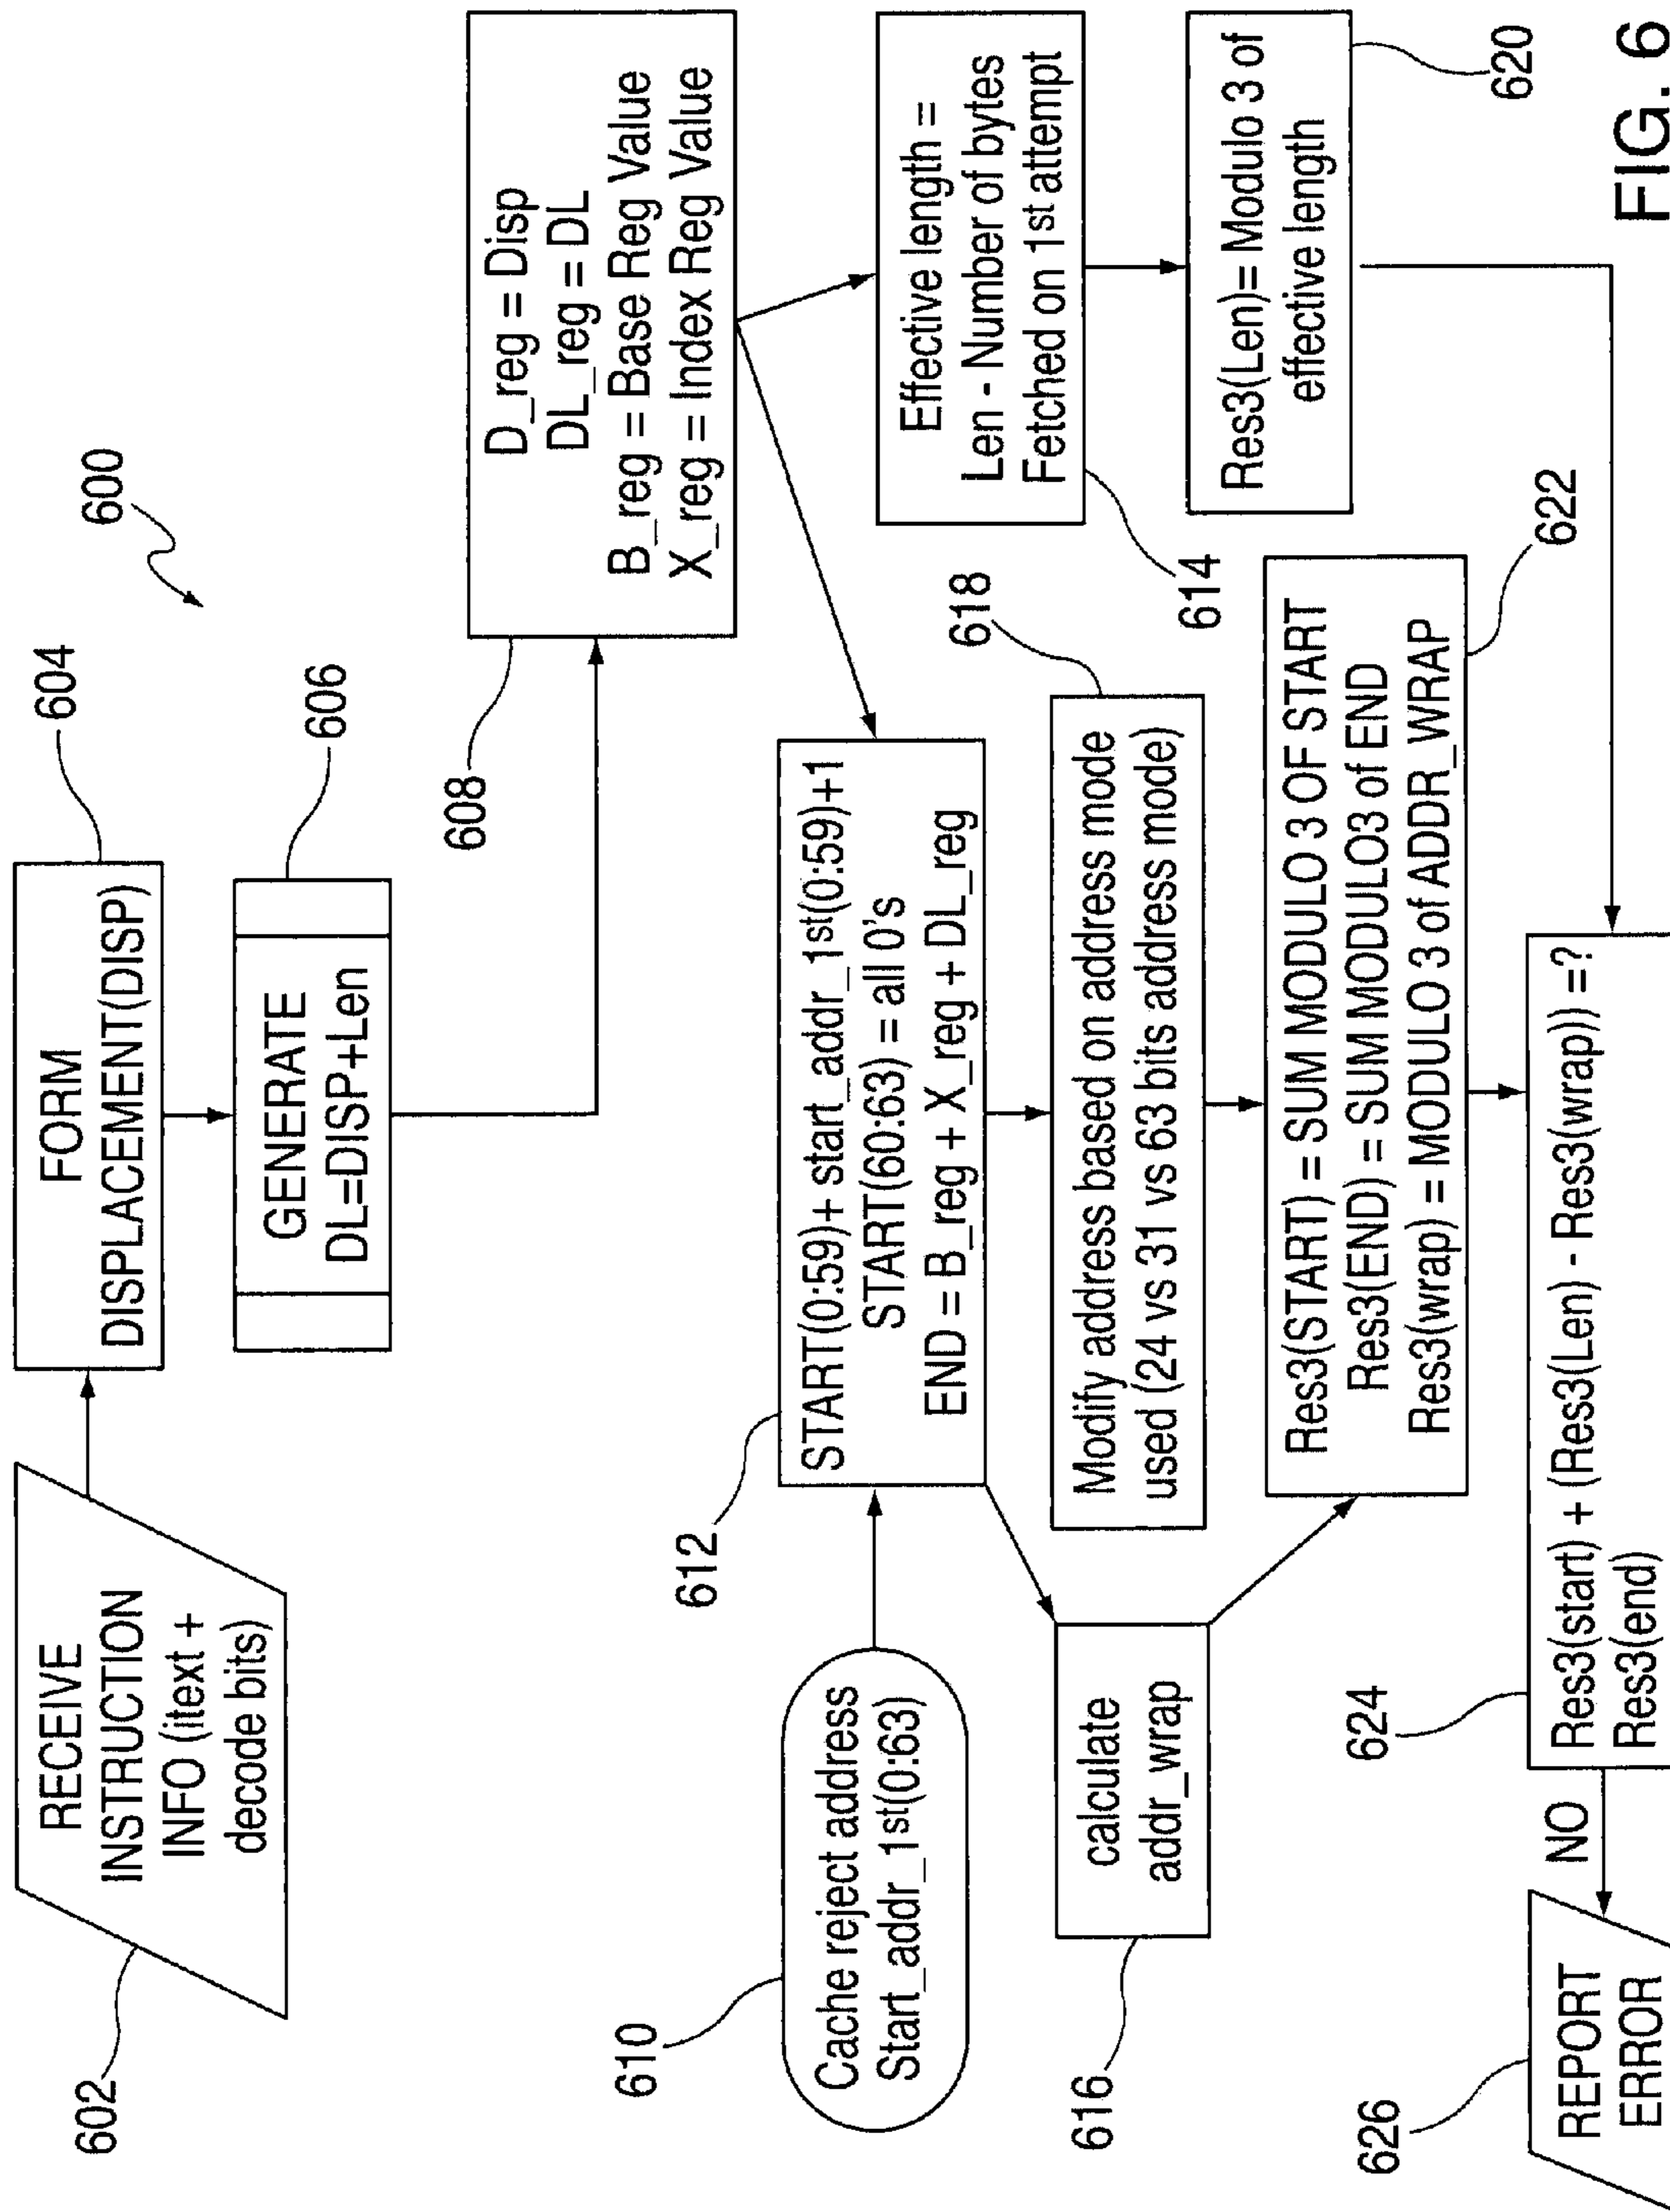 600
602
RECEIVE
INSTRUCTION
INFO (itext +
decode bits)
604
FORM
DISPLACEMENT(DISP)
606
GENERATE
DL=DISP+Len
608
D_reg = Disp
DL_reg = DL
B_reg = Base Reg Value
X_reg = Index Reg Value
610
Cache reject address
Start_addr_1st(0:63)
612
START(0:59)+ start_addr_1st(0:59)+1
START(60:63) = all 0's
END = B_reg + X_reg + DL_reg
Effective length =
Len - Number of bytes
Fetched on 1st attempt
614
616
calculate
addr_wrap
618
Modify address based on address mode
used (24 vs 31 vs 63 bits address mode)
Res3(Len)= Modulo 3 of
effective length
620
Res3(START) = SUM MODULO 3 OF START
Res3(END) = SUM MODULO3 of END
Res3(wrap) = MODULO 3 of ADDR_WRAP
622
624
Res3(start) + (Res3(Len) - Res3(wrap)) =?
Res3(end)
NO
626
REPORT
ERROR
FIG. 6